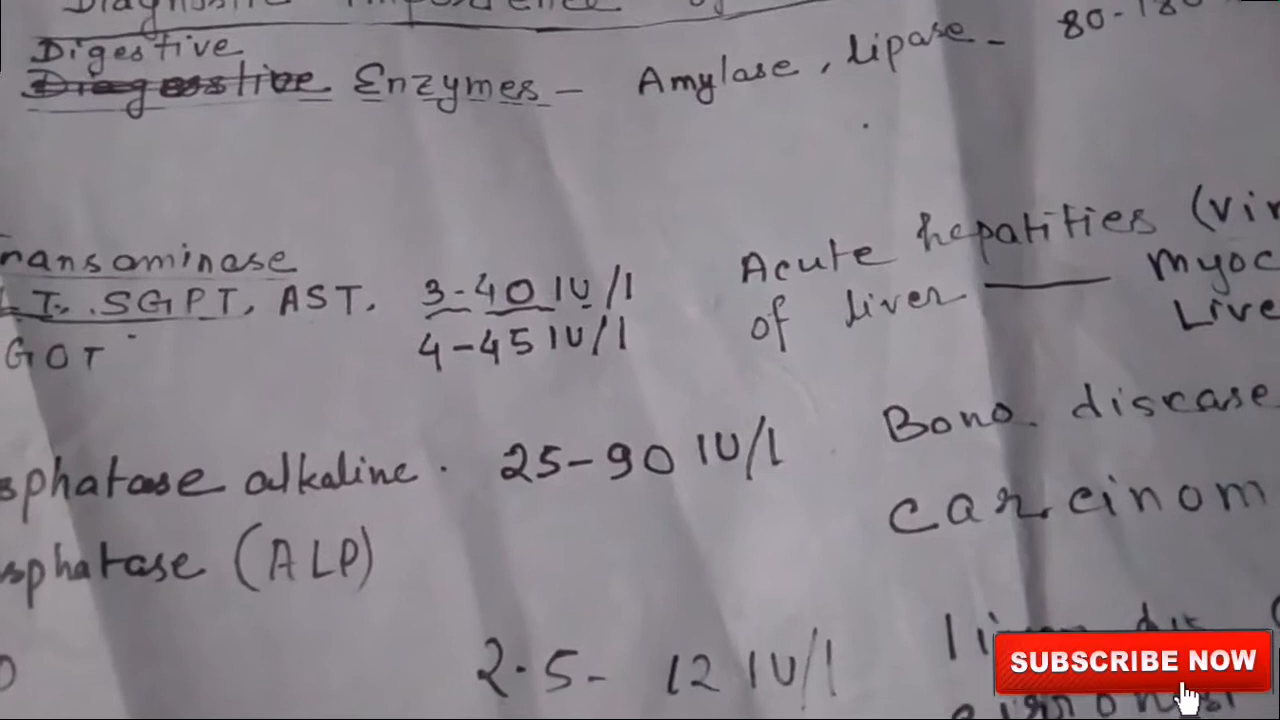 Diagnostic
Digestive
Enzymes - Amylase, lipase - 80-180
ransaminase
T. SGPT, AST. 3-40 IU/l Acute hepatities (vir
GOT 4-45 IU/l of liver Myoc
Live
sphatase alkaline. 25-90 IU/l Bone. disease
sphatase (ALP) carcinom
2.5- 12 IU/l
SUBSCRIBE NOW